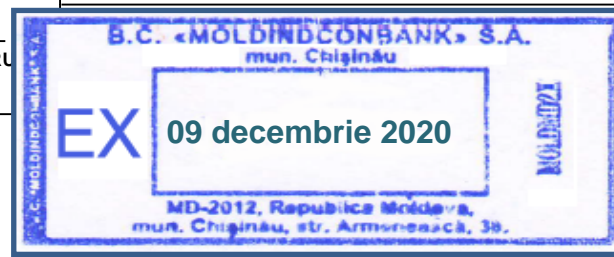 B.C. «MOLDINDCONBANK» S.A.
mun. Chişinău
EX
09 decembrie 2020
MD-2012, Republica Moldova,
mun. Chişinău, str. Armenească, 38.